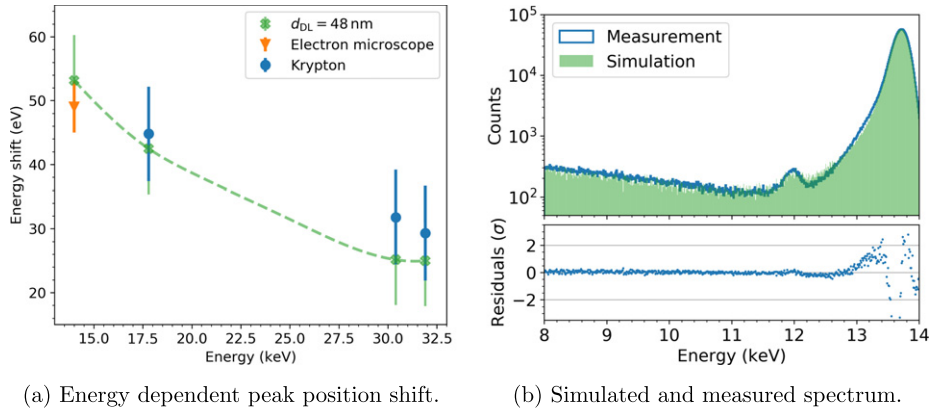 60
50
40
30
20
Energy shift (eV)
d_DL = 48 nm
Electron microscope
Krypton
15.0 17.5 20.0 22.5 25.0 27.5 30.0 32.5
Energy (keV)
(a) Energy dependent peak position shift.
10^5
10^4
10^3
10^2
Counts
Measurement
Simulation
2
0
−2
Residuals (σ)
8 9 10 11 12 13 14
Energy (keV)
(b) Simulated and measured spectrum.